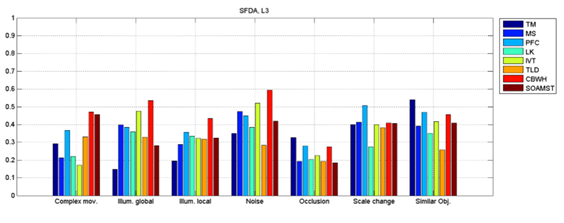 SFDA, L3
1
0.9
0.8
0.7
0.6
0.5
0.4
0.3
0.2
0.1
0
Complex mov. Illum. global Illum. local Noise Occlusion Scale change Similar Obj.
TM
MS
PFC
LK
IVT
TLD
CBWH
SOAMST